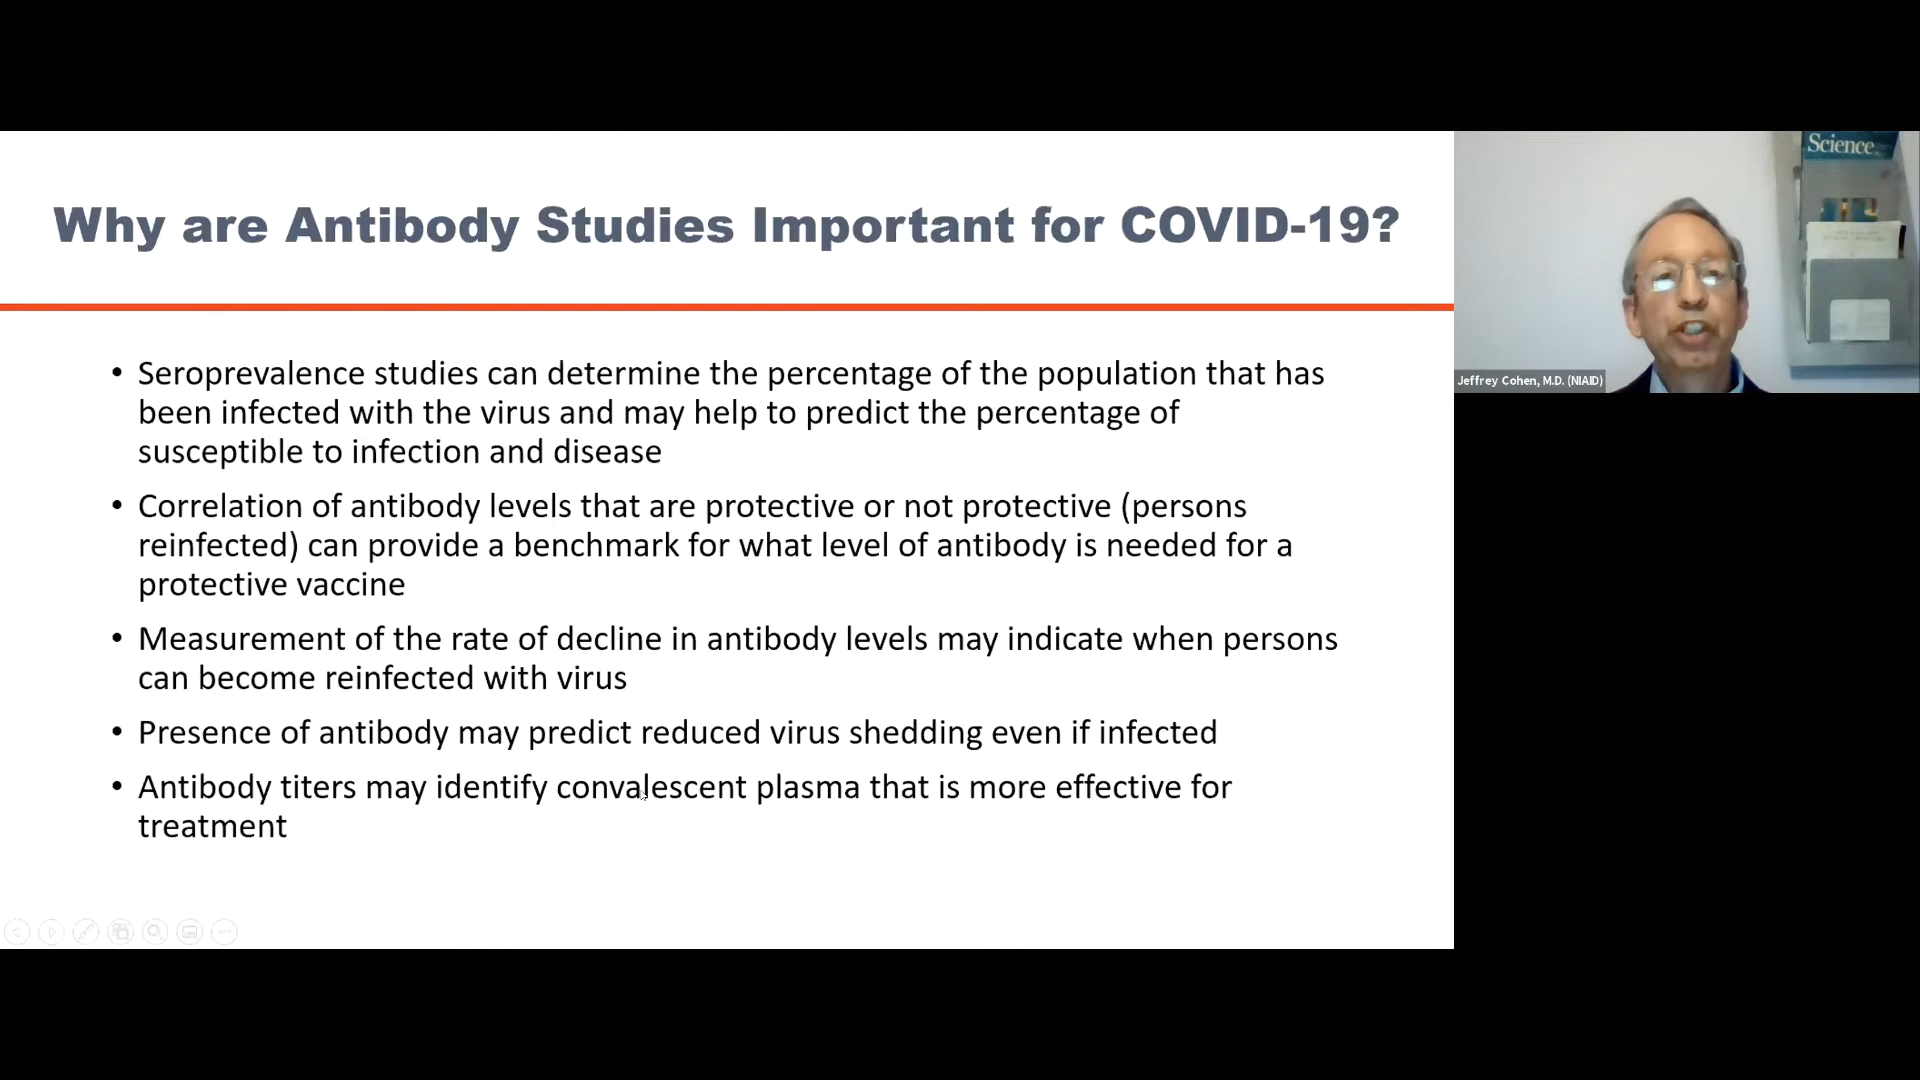 Why are Antibody Studies Important for COVID-19?
• Seroprevalence studies can determine the percentage of the population that has
been infected with the virus and may help to predict the percentage of
susceptible to infection and disease
• Correlation of antibody levels that are protective or not protective (persons
reinfected) can provide a benchmark for what level of antibody is needed for a
protective vaccine
• Measurement of the rate of decline in antibody levels may indicate when persons
can become reinfected with virus
• Presence of antibody may predict reduced virus shedding even if infected
• Antibody titers may identify convalescent plasma that is more effective for
treatment
Science
Jeffrey Cohen, M.D. (NIAID)